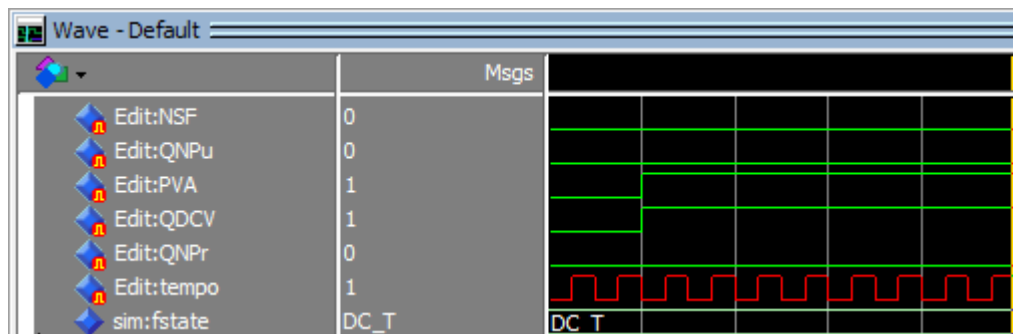 Wave - Default
Msgs
Edit:NSF 0
Edit:QNPu 0
Edit:PVA 1
Edit:QDCV 1
Edit:QNPr 0
Edit:tempo 1
sim:fstate DC_T DC_T